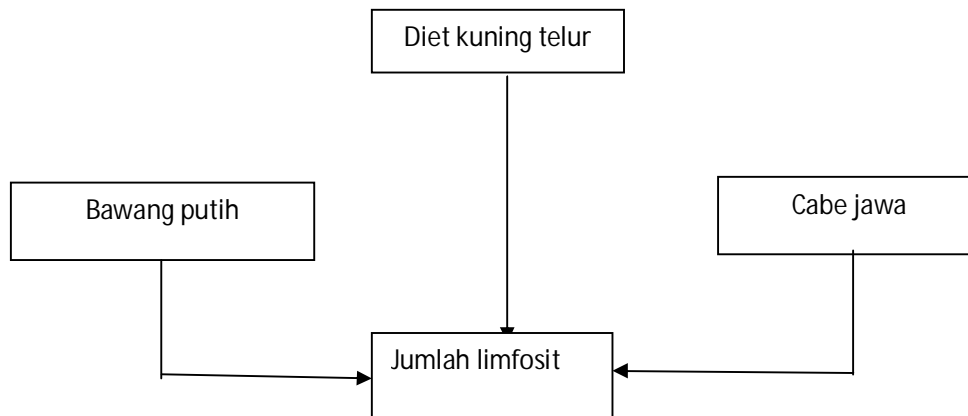 Diet kuning telur
Bawang putih
Cabe jawa
Jumlah limfosit